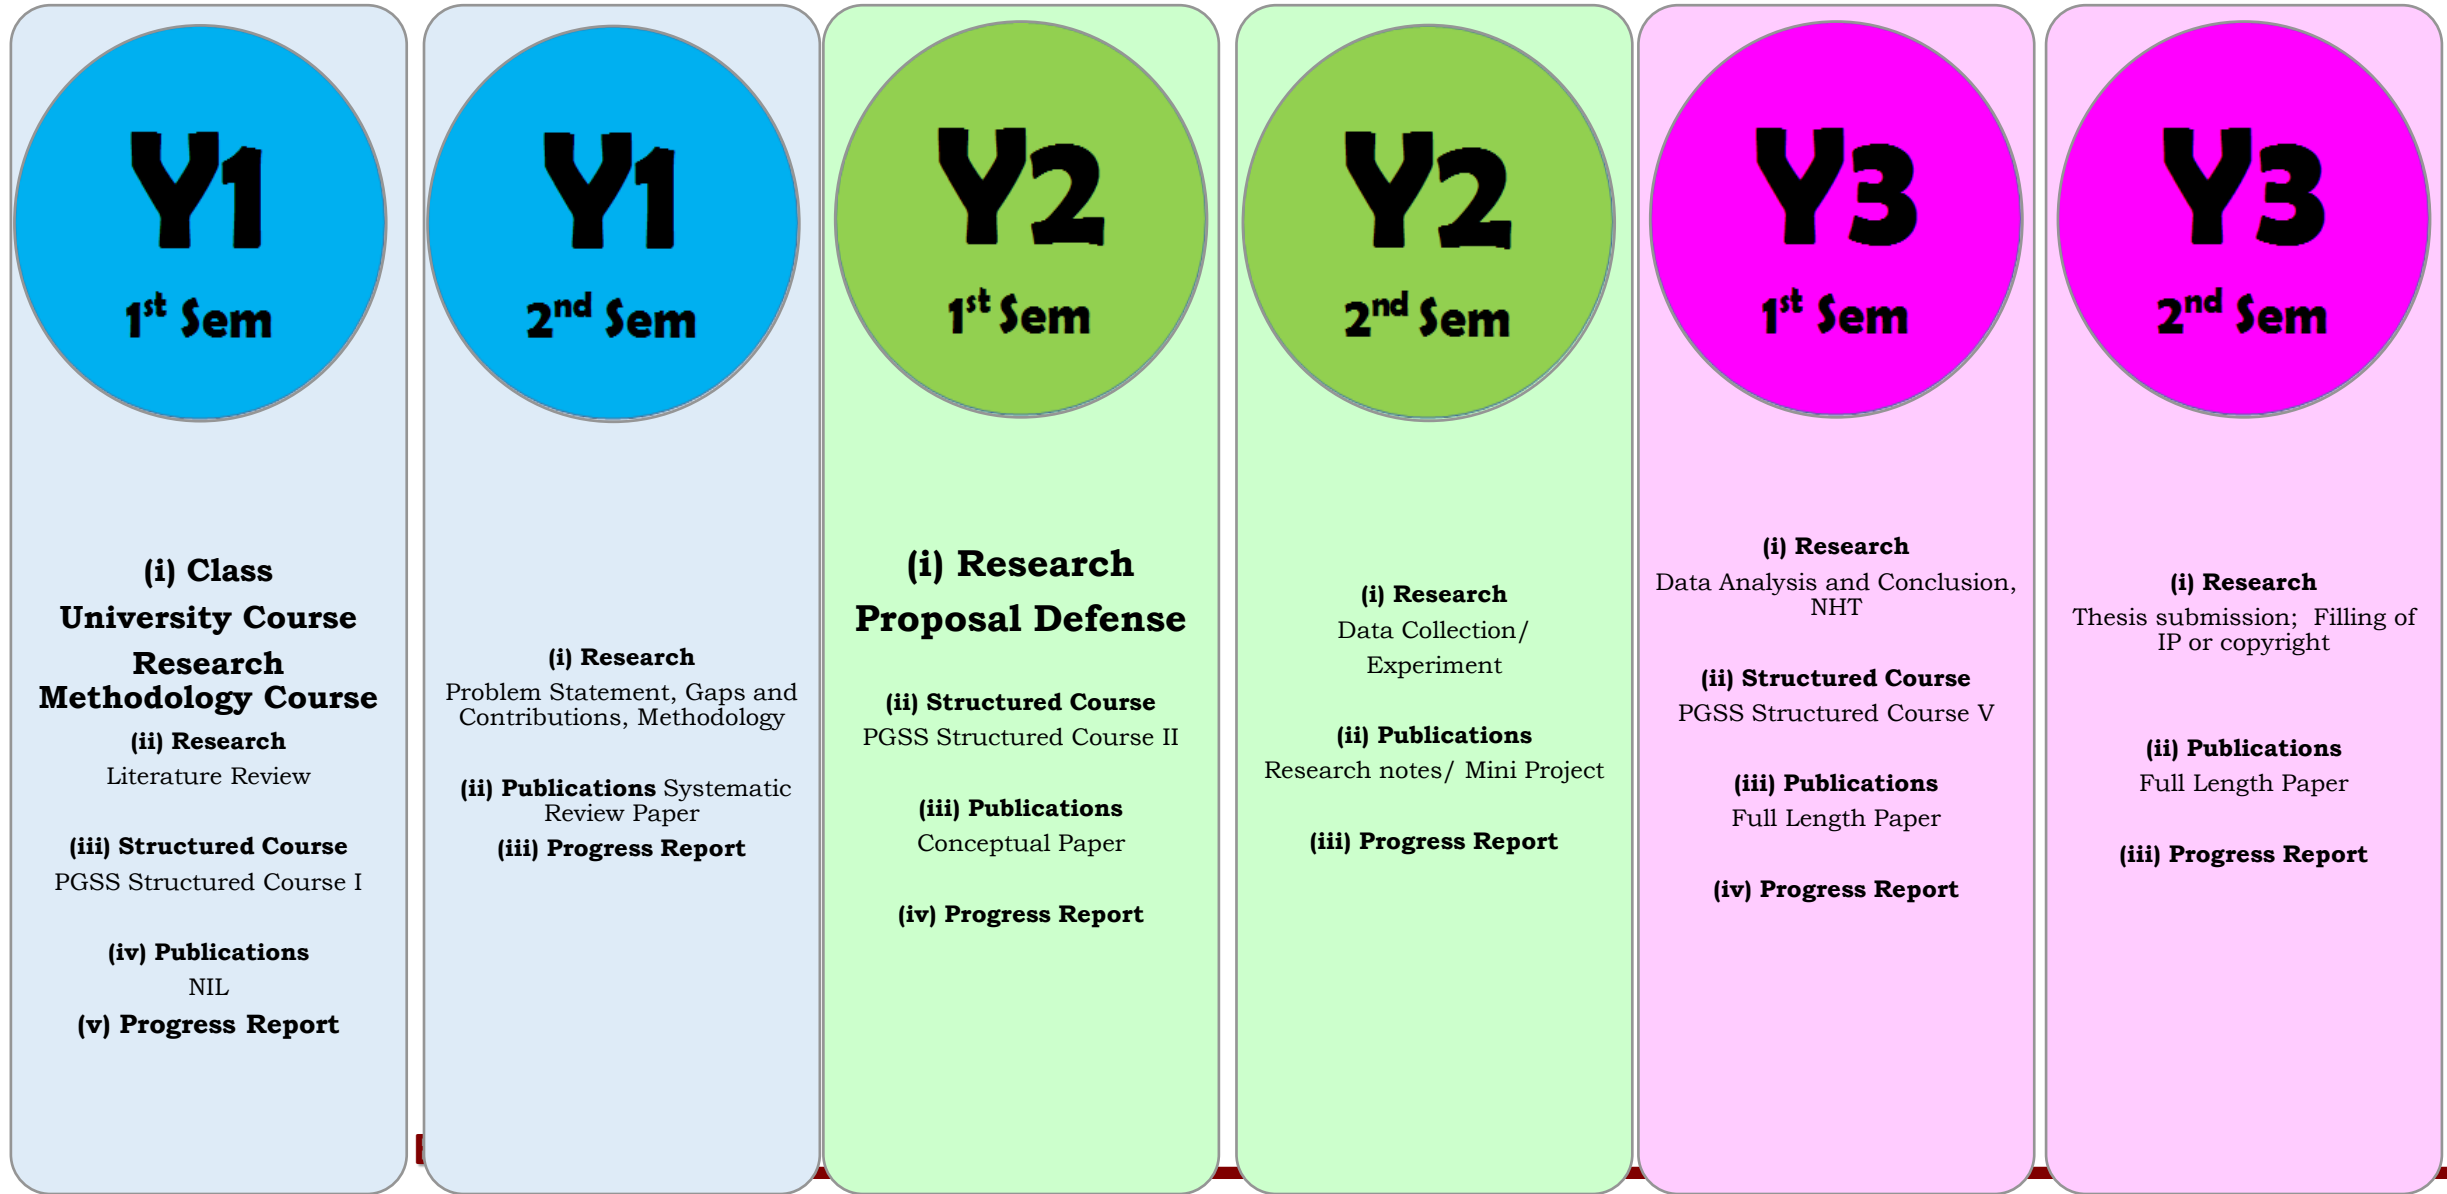 Y1
1st Sem
(i) Class
University Course
Research
Methodology Course
(ii) Research
Literature Review
(iii) Structured Course
PGSS Structured Course I
(iv) Publications
NIL
(v) Progress Report
Y1
2nd Sem
(i) Research
Problem Statement, Gaps and
Contributions, Methodology
(ii) Publications Systematic
Review Paper
(iii) Progress Report
Y2
1st Sem
(i) Research
Proposal Defense
(ii) Structured Course
PGSS Structured Course II
(iii) Publications
Conceptual Paper
(iv) Progress Report
Y2
2nd Sem
(i) Research
Data Collection/
Experiment
(ii) Publications
Research notes/ Mini Project
(iii) Progress Report
Y3
1st Sem
(i) Research
Data Analysis and Conclusion,
NHT
(ii) Structured Course
PGSS Structured Course V
(iii) Publications
Full Length Paper
(iv) Progress Report
Y3
2nd Sem
(i) Research
Thesis submission;  Filling of
IP or copyright
(ii) Publications
Full Length Paper
(iii) Progress Report